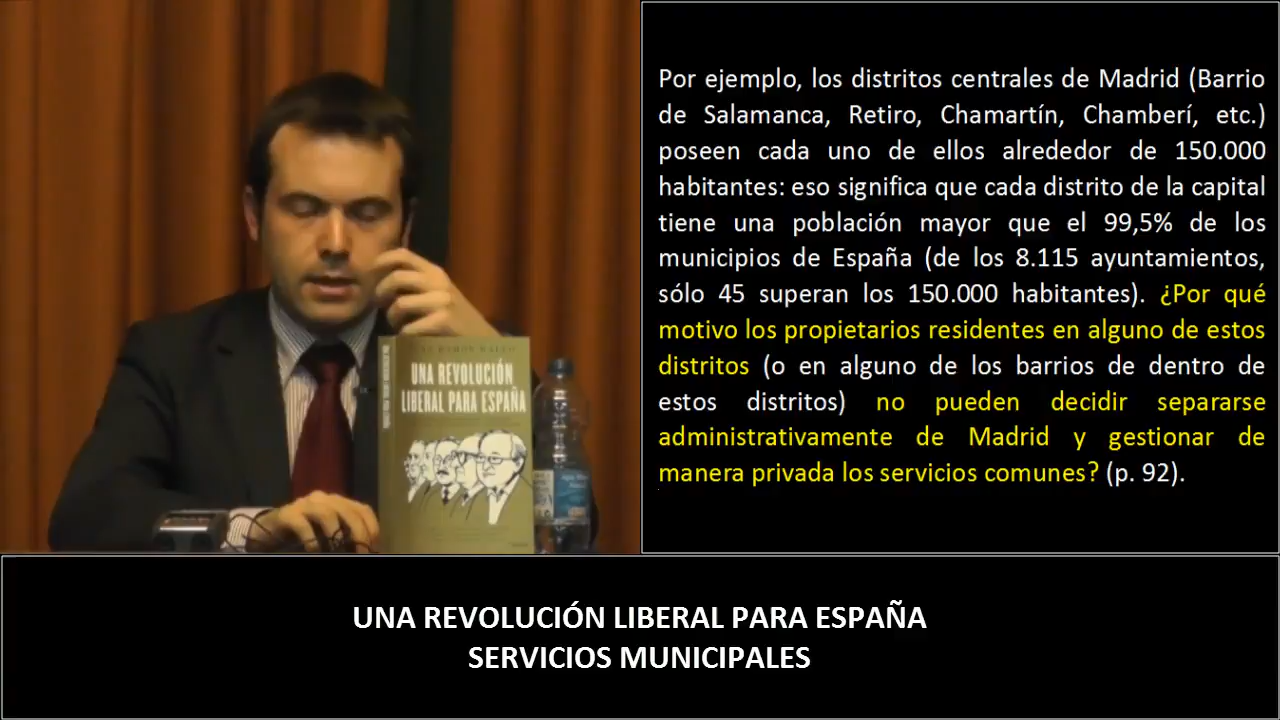 Por ejemplo, los distritos centrales de Madrid (Barrio
de Salamanca, Retiro, Chamartín, Chamberí, etc.)
poseen cada uno de ellos alrededor de 150.000
habitantes: eso significa que cada distrito de la capital
tiene una población mayor que el 99,5% de los
municipios de España (de los 8.115 ayuntamientos,
sólo 45 superan los 150.000 habitantes). ¿Por qué
motivo los propietarios residentes en alguno de estos
distritos (o en alguno de los barrios de dentro de
estos distritos) no pueden decidir separarse
administrativamente de Madrid y gestionar de
manera privada los servicios comunes? (p. 92).
UNA REVOLUCIÓN
LIBERAL PARA ESPAÑA
UNA REVOLUCIÓN LIBERAL PARA ESPAÑA
SERVICIOS MUNICIPALES